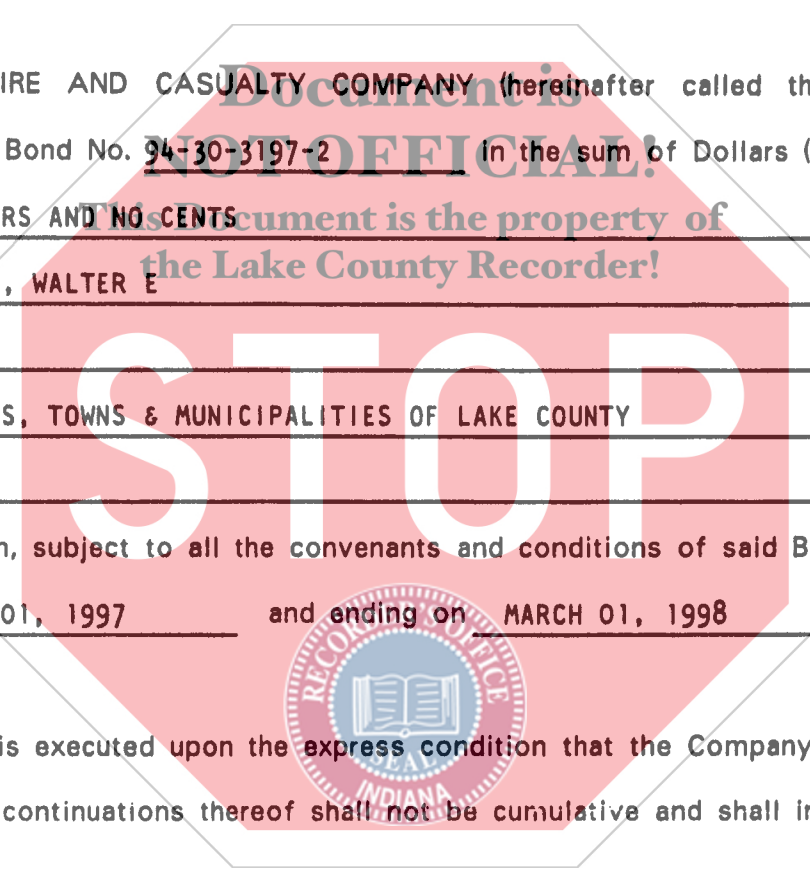 IRE AND CASUALTY COMPANY (hereinafter called th
Document is
Bond No. 94-30-3197-2 in the sum of Dollars (
NOT OFFICIAL!
RS AND NO CENTS
This Document is the property of
the Lake County Recorder!
, WALTER E
STOP
S, TOWNS & MUNICIPALITIES OF LAKE COUNTY
n, subject to all the convenants and conditions of said B
01, 1997 and ending on MARCH 01, 1998
RECORDER'S OFFICE
SEAL
INDIANA
is executed upon the express condition that the Company
continuations thereof shall not be cumulative and shall in